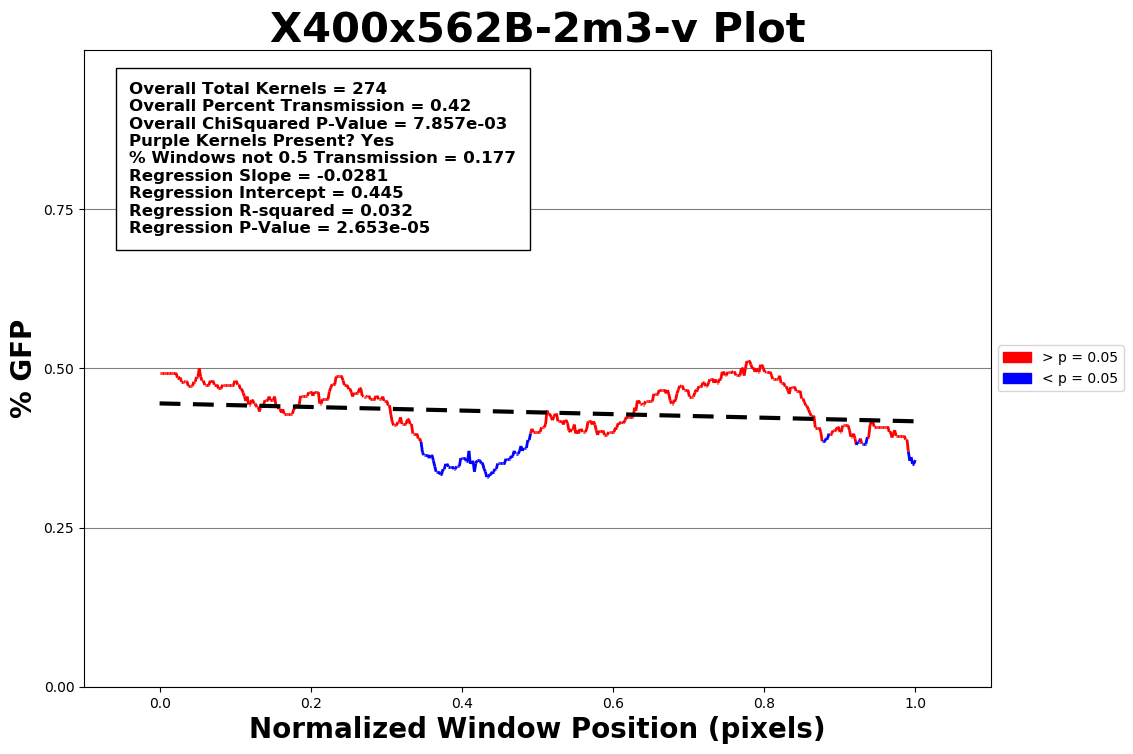 X400x562B-2m3-v Plot
Overall Total Kernels = 274
Overall Percent Transmission = 0.42
Overall ChiSquared P-Value = 7.857e-03
Purple Kernels Present? Yes
% Windows not 0.5 Transmission = 0.177
Regression Slope = -0.0281
Regression Intercept = 0.445
Regression R-squared = 0.032
Regression P-Value = 2.653e-05
% GFP
0.75
0.50
0.25
0.00
> p = 0.05
< p = 0.05
0.0 0.2 0.4 0.6 0.8 1.0
Normalized Window Position (pixels)